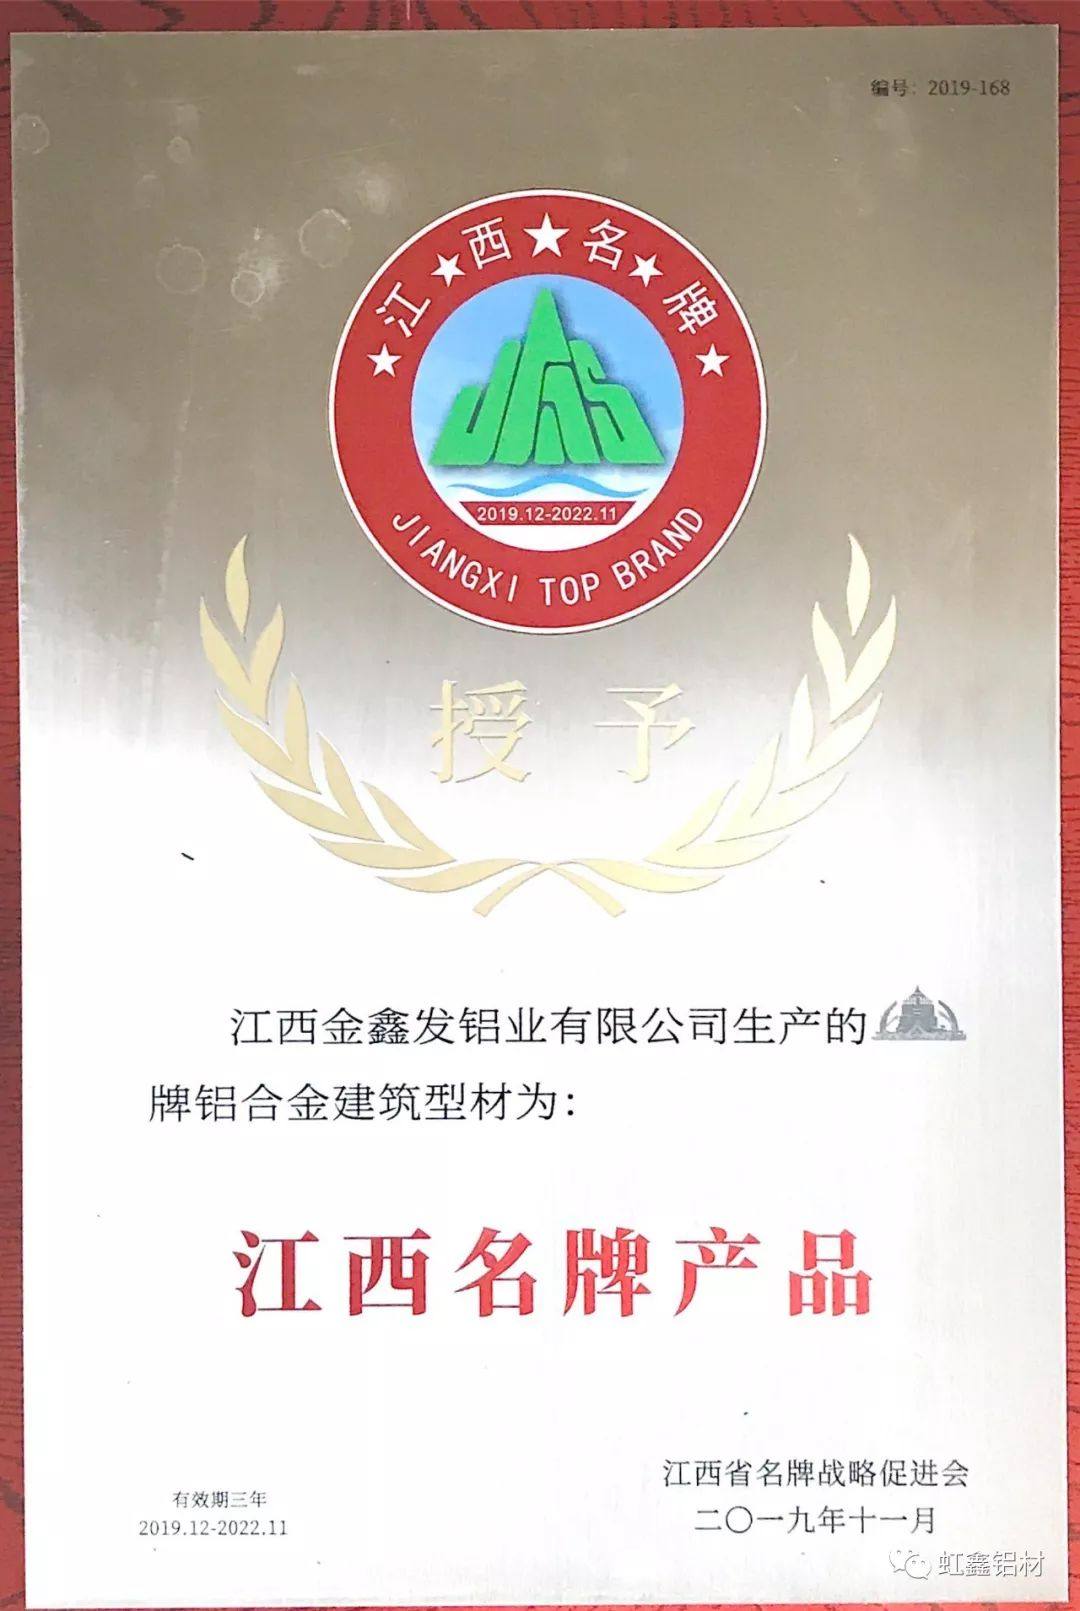 编号：2019-168
江★西★名★牌
JGS
2019.12-2022.11
JIANGXI TOP BRAND
授予
江西金鑫发铝业有限公司生产的
牌铝合金建筑型材为：
江西名牌产品
江西省名牌战略促进会
二〇一九年十一月
有效期三年
2019.12-2022.11
虹鑫铝材